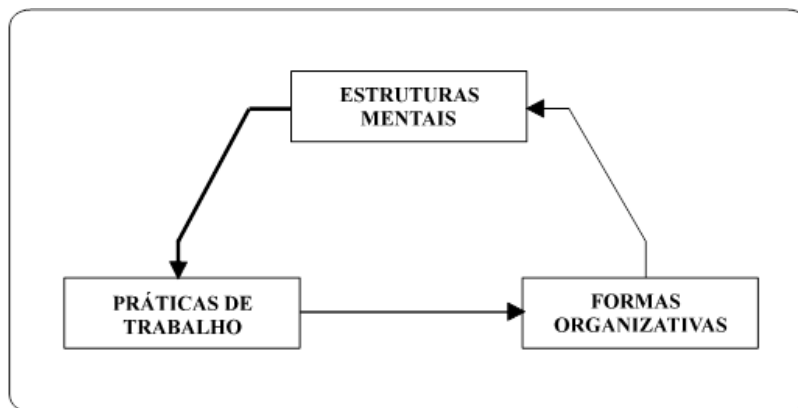 ESTRUTURAS
MENTAIS
PRÁTICAS DE
TRABALHO
FORMAS
ORGANIZATIVAS